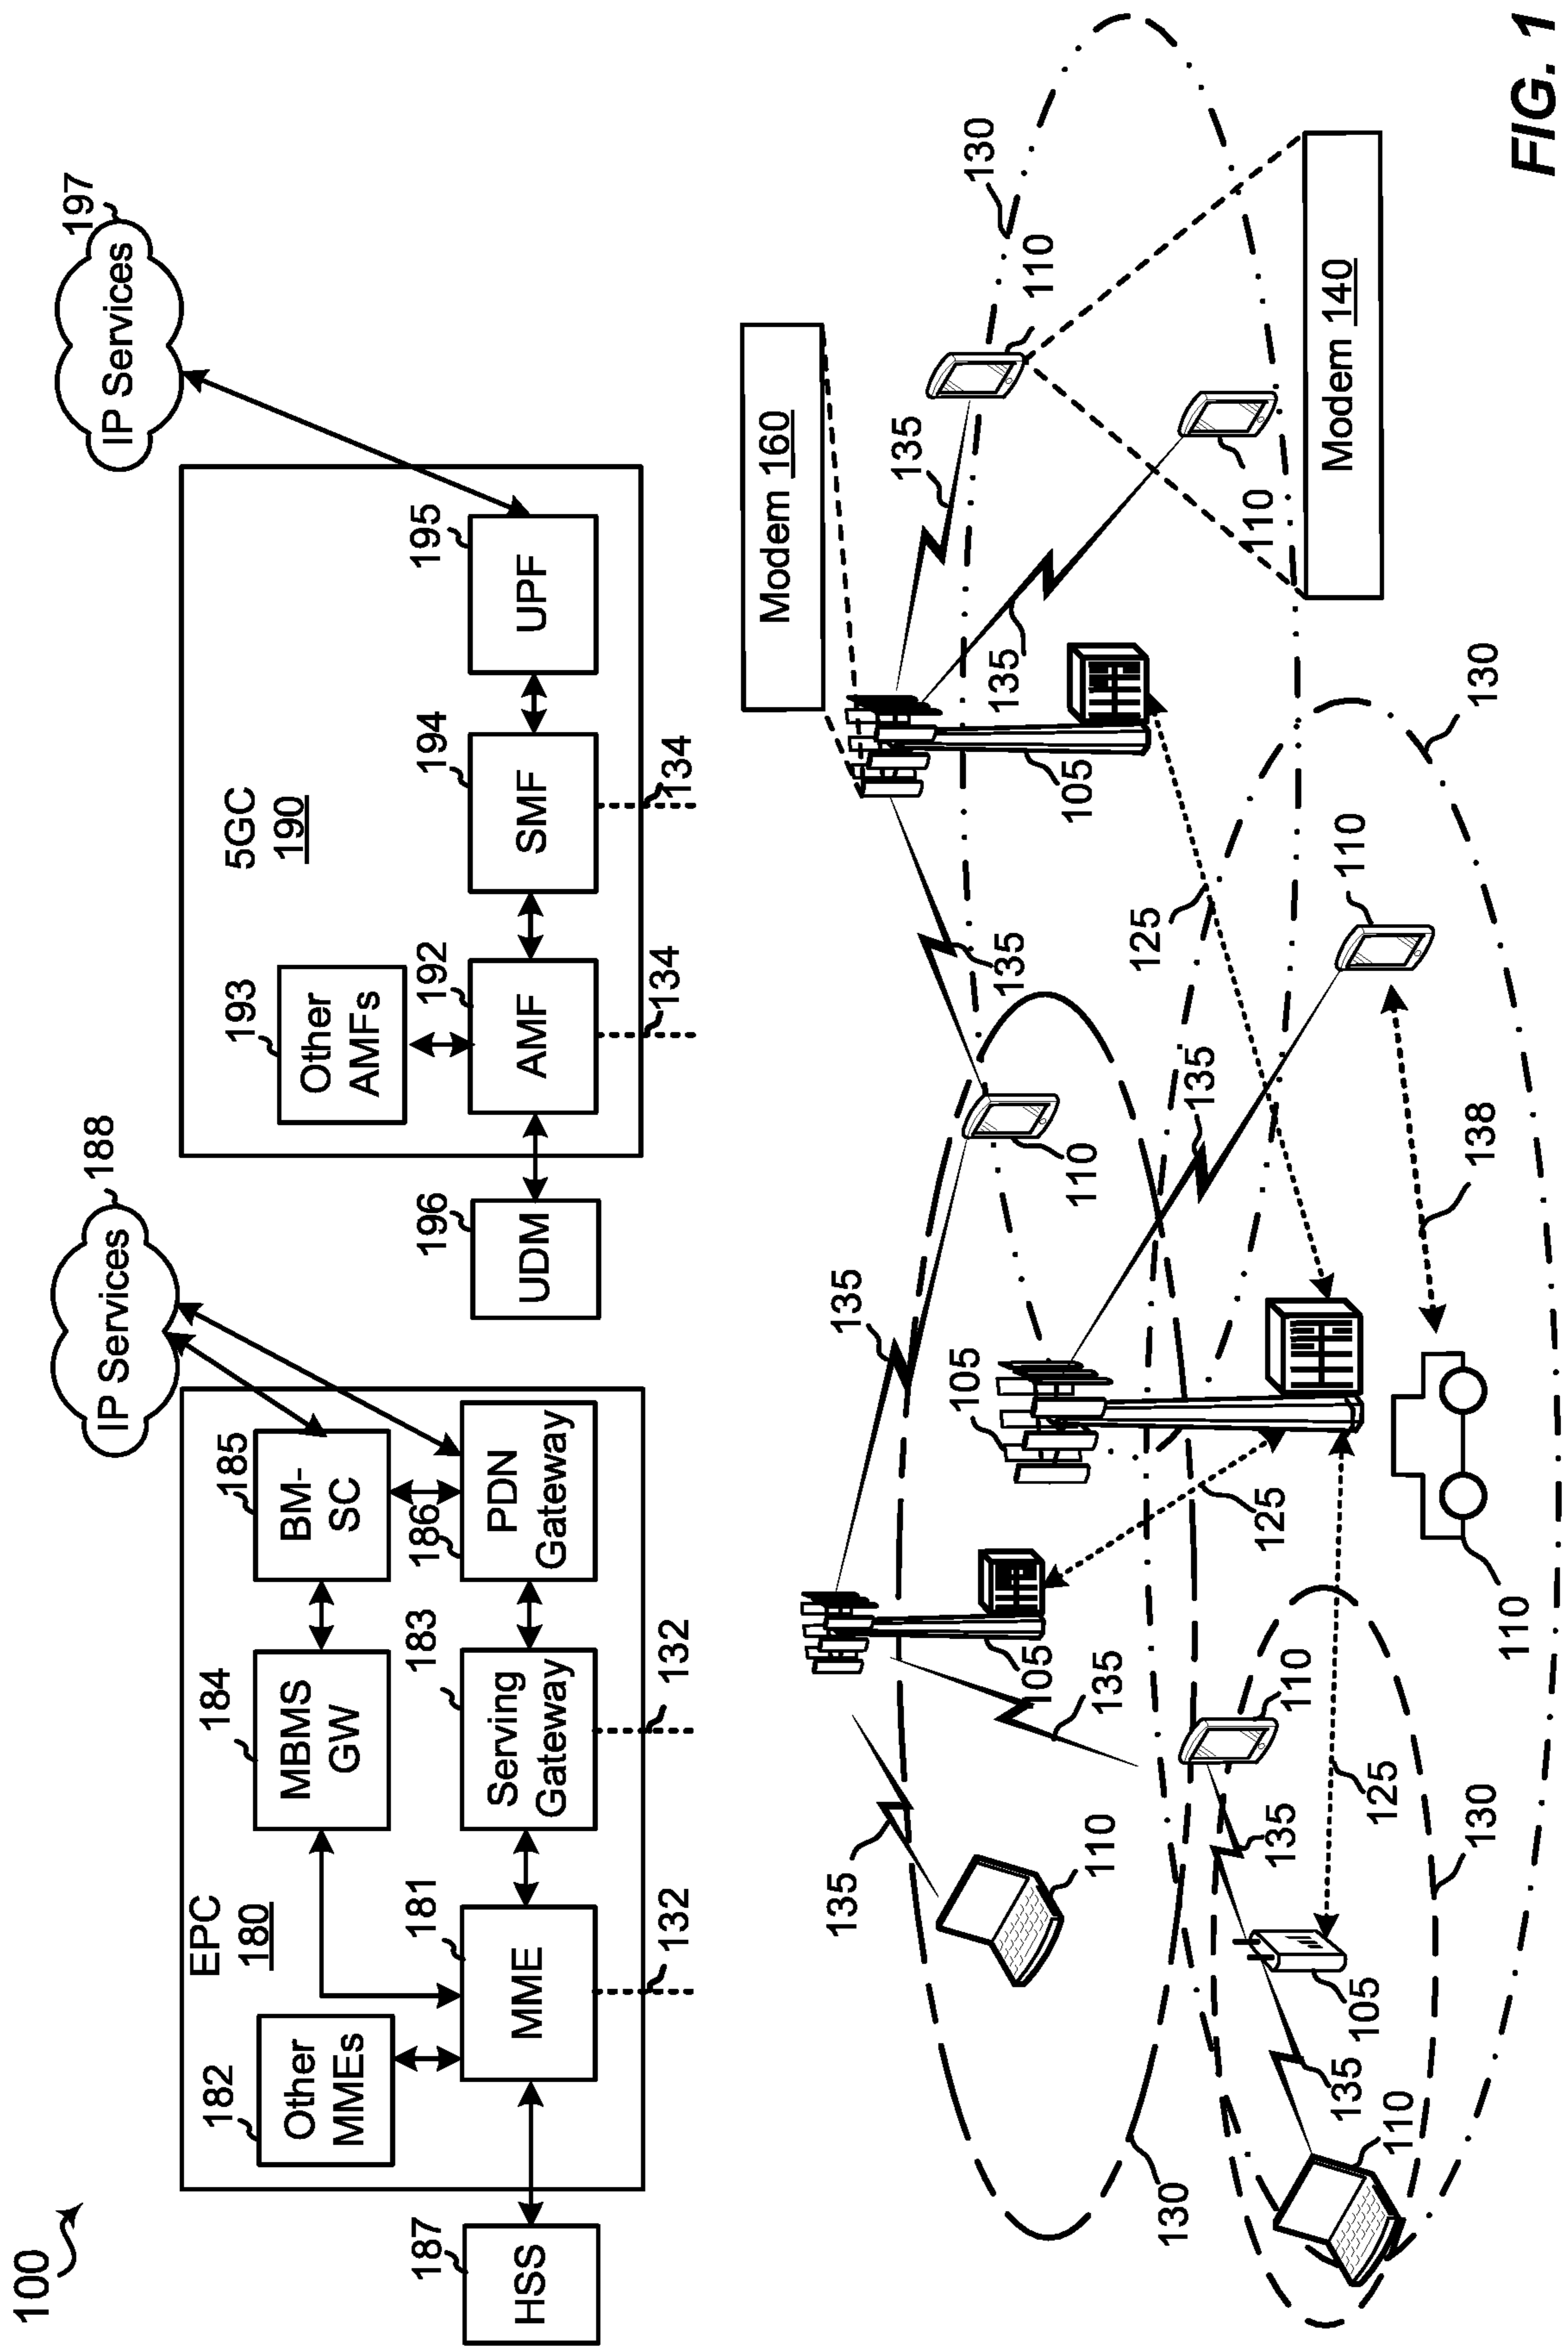 100
EPC
180
182
Other
MMEs
184
MBMS
GW
185
BM-
SC
188
IP Services
187
HSS
181
MME
183
Serving
Gateway
186
PDN
Gateway
132
132
5GC
190
193
Other
AMFs
197
IP Services
196
UDM
192
AMF
194
SMF
195
UPF
134
134
Modem 160
135
130
110
135
135
135
105
110
Modem 140
135
110
105
105
135
125
125
135
110
130
110
135
110
138
130
110
135
105
125
130
135
110
130
110
FIG. 1